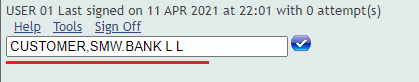 USER 01 Last signed on 11 APR 2021 at 22:01 with 0 attempt(s)
Help Tools Sign Off
CUSTOMER,SMW.BANK L L